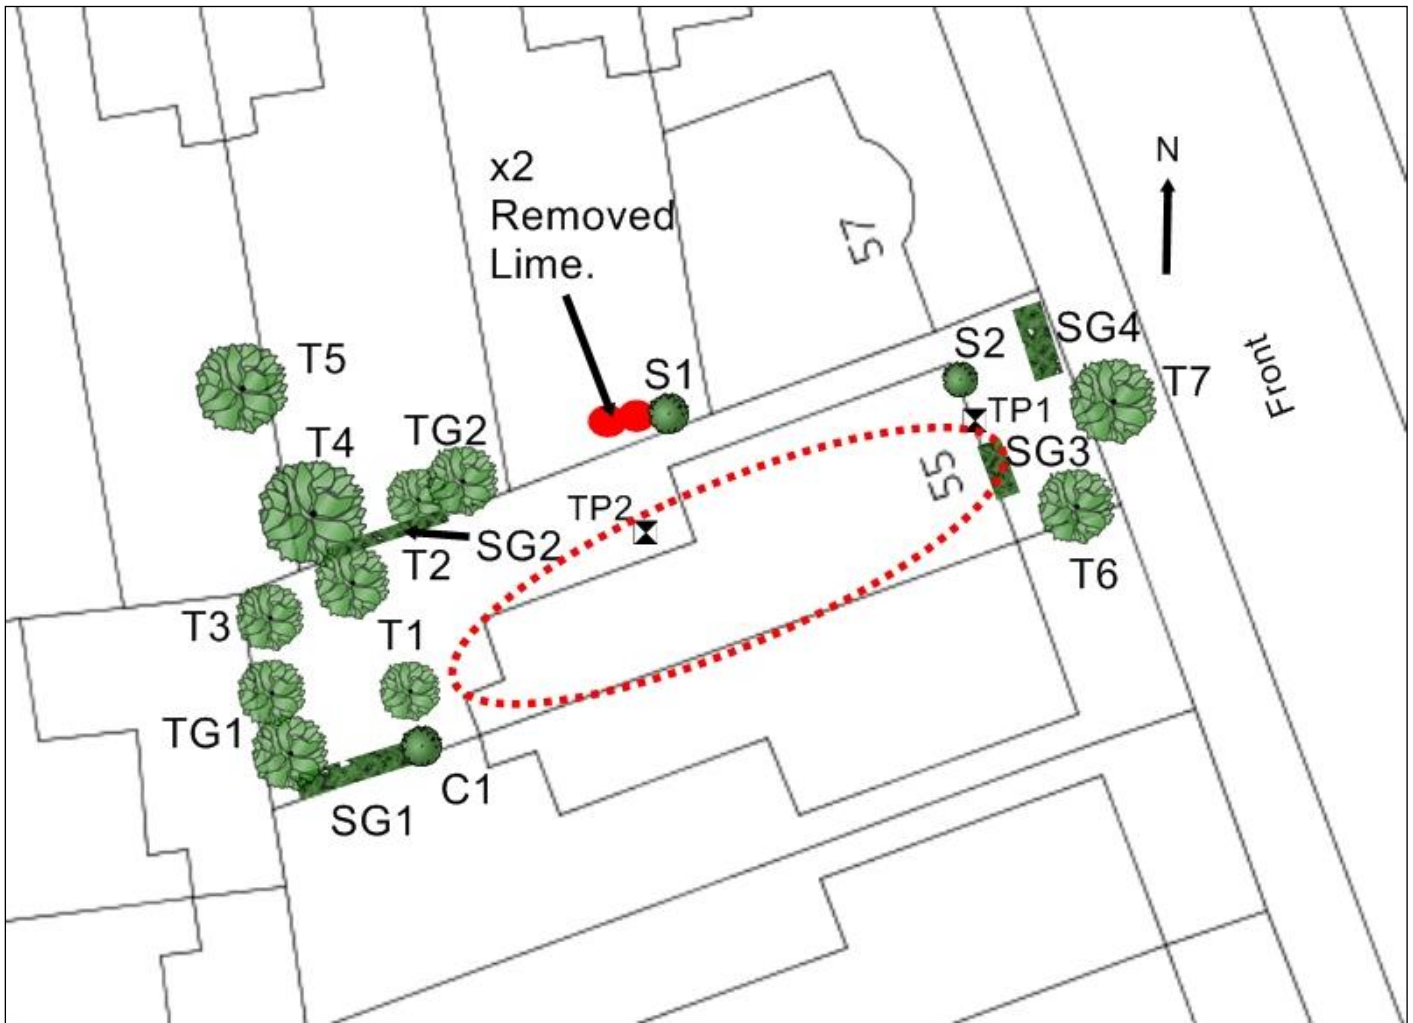 N
x2
Removed
Lime.
57
SG4
S2
T5
S1
T7
Front
TP1
T4
TG2
SG3
55
TP2
SG2
T2
T6
T3
T1
TG1
C1
SG1